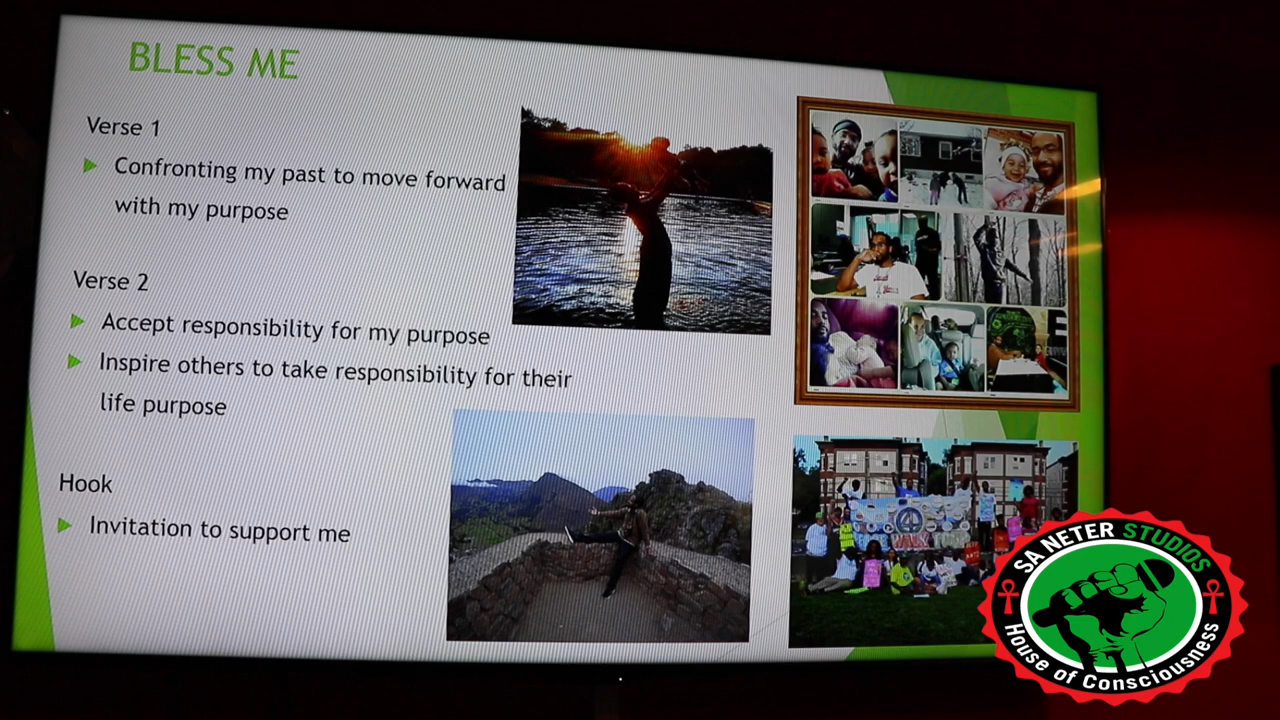 BLESS ME
Verse 1
Confronting my past to move forward
with my purpose
Verse 2
Accept responsibility for my purpose
Inspire others to take responsibility for their
life purpose
Hook
Invitation to support me
SA NETER STUDIOS
House of Consciousness